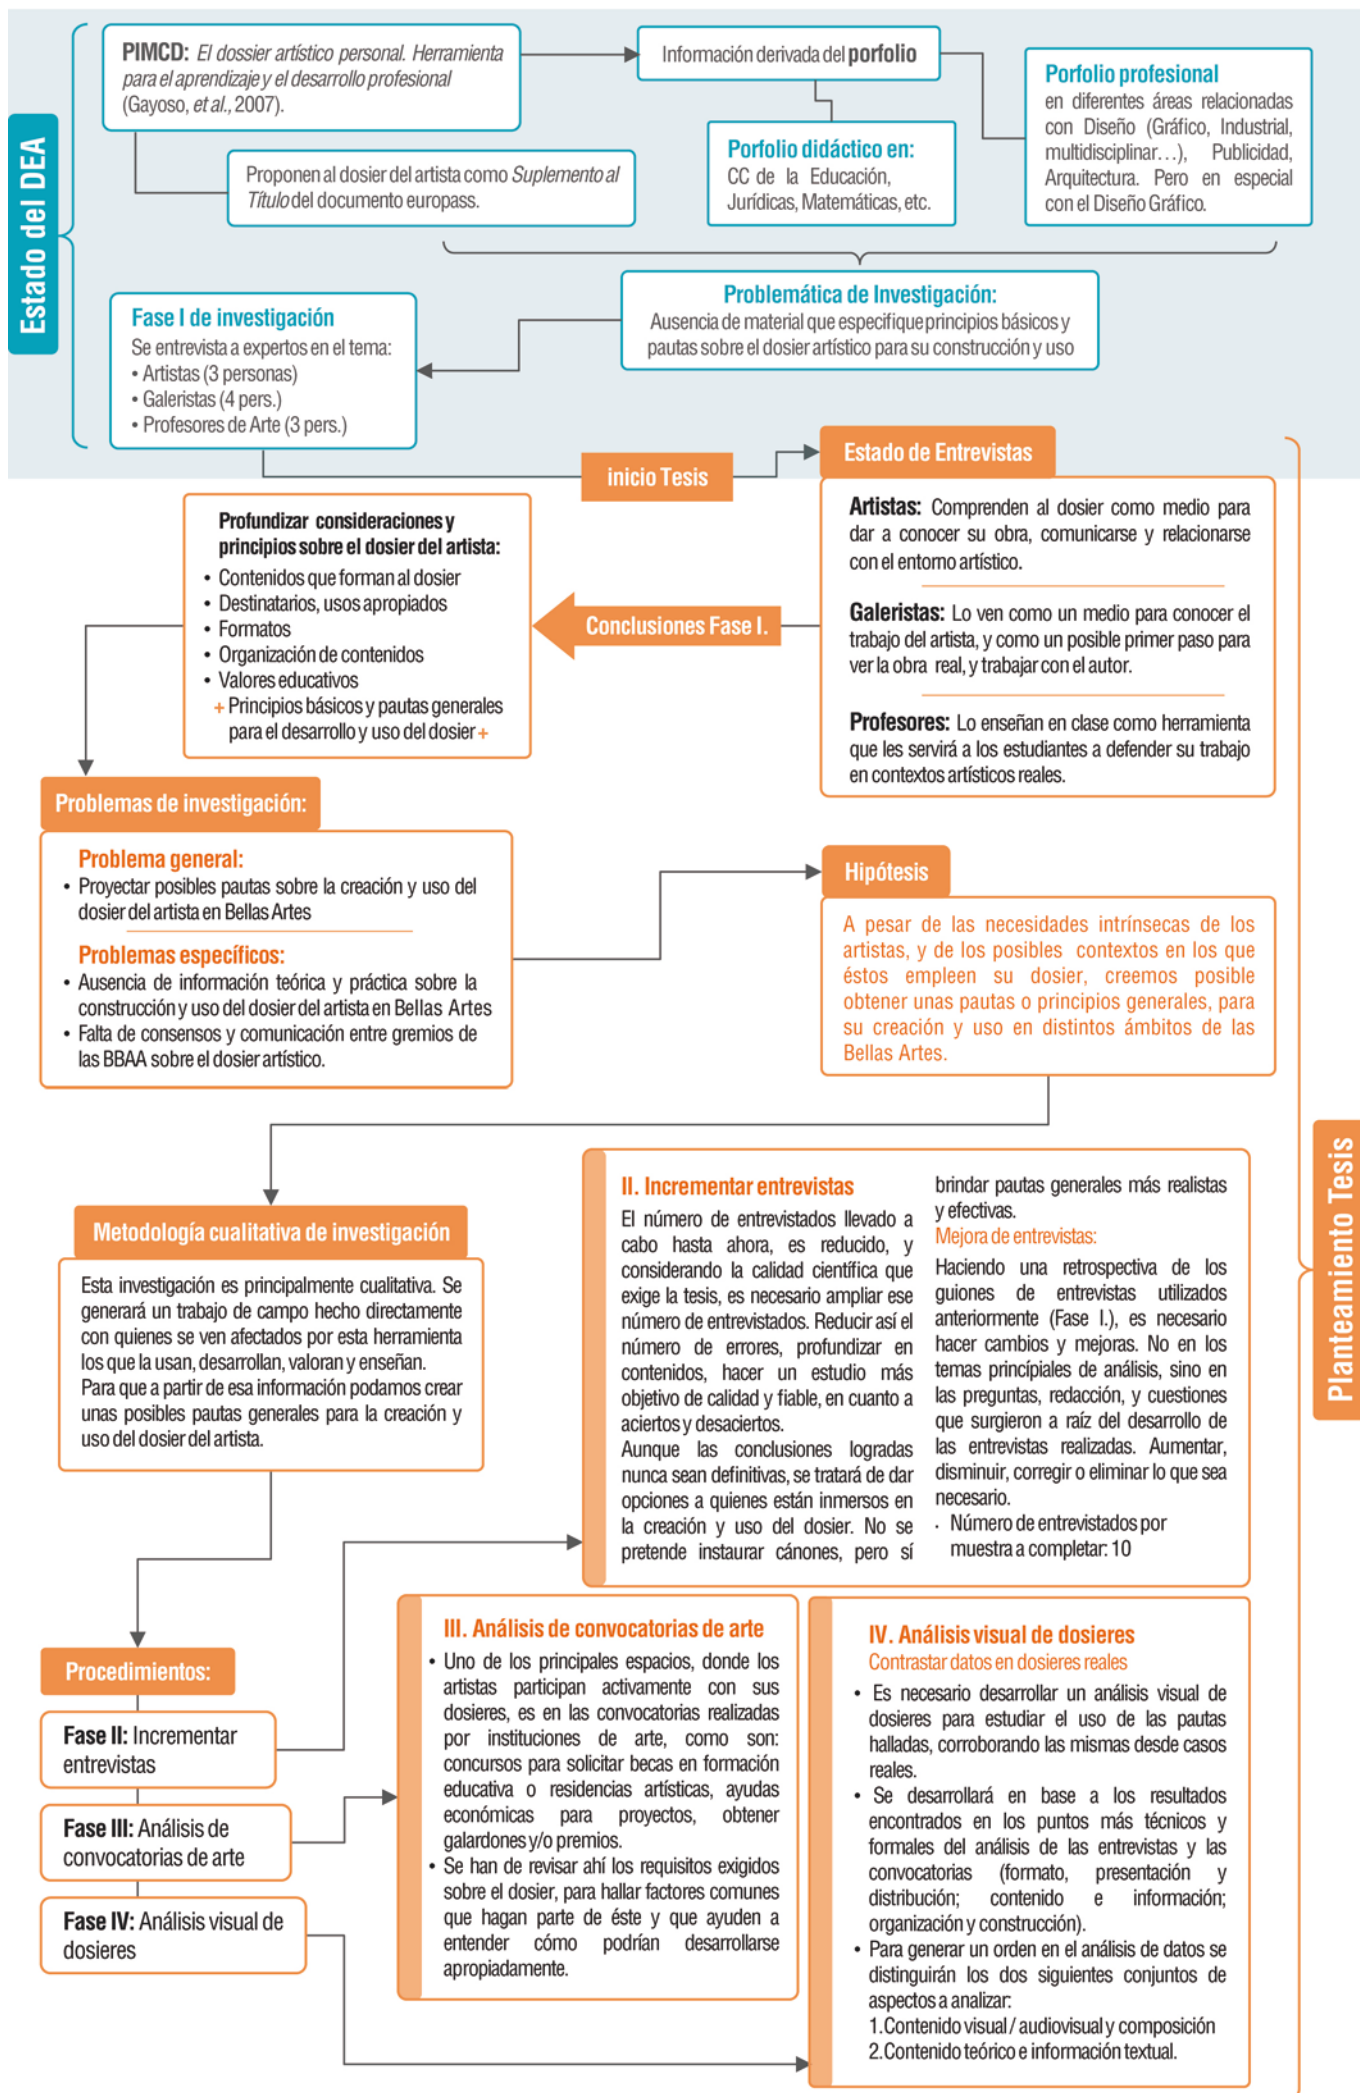 Estado del DEA
PIMCD: El dossier artístico personal. Herramienta
para el aprendizaje y el desarrollo profesional
(Gayoso, et al., 2007).
Información derivada del porfolio
Porfolio profesional
en diferentes áreas relacionadas
con Diseño (Gráfico, Industrial,
multidisciplinar…), Publicidad,
Arquitectura. Pero en especial
con el Diseño Gráfico.
Porfolio didáctico en:
CC de la Educación,
Jurídicas, Matemáticas, etc.
Proponen al dosier del artista como Suplemento al
Título del documento europass.
Problemática de Investigación:
Ausencia de material que especifique principios básicos y
pautas sobre el dosier artístico para su construcción y uso
Fase I de investigación
Se entrevista a expertos en el tema:
• Artistas (3 personas)
• Galeristas (4 pers.)
• Profesores de Arte (3 pers.)
inicio Tesis
Estado de Entrevistas
Artistas: Comprenden al dosier como medio para
dar a conocer su obra, comunicarse y relacionarse
con el entorno artístico.
Galeristas: Lo ven como un medio para conocer el
trabajo del artista, y como un posible primer paso para
ver la obra real, y trabajar con el autor.
Profesores: Lo enseñan en clase como herramienta
que les servirá a los estudiantes a defender su trabajo
en contextos artísticos reales.
Conclusiones Fase I.
Profundizar consideraciones y
principios sobre el dosier del artista:
• Contenidos que forman al dosier
• Destinatarios, usos apropiados
• Formatos
• Organización de contenidos
• Valores educativos
+ Principios básicos y pautas generales
para el desarrollo y uso del dosier +
Problemas de investigación:
Problema general:
• Proyectar posibles pautas sobre la creación y uso del
dosier del artista en Bellas Artes
Problemas específicos:
• Ausencia de información teórica y práctica sobre la
construcción y uso del dosier del artista en Bellas Artes
• Falta de consensos y comunicación entre gremios de
las BBAA sobre el dosier artístico.
Hipótesis
A pesar de las necesidades intrínsecas de los
artistas, y de los posibles contextos en los que
éstos empleen su dosier, creemos posible
obtener unas pautas o principios generales, para
su creación y uso en distintos ámbitos de las
Bellas Artes.
Planteamiento Tesis
Metodología cualitativa de investigación
Esta investigación es principalmente cualitativa. Se
generará un trabajo de campo hecho directamente
con quienes se ven afectados por esta herramienta
los que la usan, desarrollan, valoran y enseñan.
Para que a partir de esa información podamos crear
unas posibles pautas generales para la creación y
uso del dosier del artista.
II. Incrementar entrevistas
El número de entrevistados llevado a
cabo hasta ahora, es reducido, y
considerando la calidad científica que
exige la tesis, es necesario ampliar ese
número de entrevistados. Reducir así el
número de errores, profundizar en
contenidos, hacer un estudio más
objetivo de calidad y fiable, en cuanto a
aciertos y desaciertos.
Aunque las conclusiones logradas
nunca sean definitivas, se tratará de dar
opciones a quienes están inmersos en
la creación y uso del dosier. No se
pretende instaurar cánones, pero sí
brindar pautas generales más realistas
y efectivas.
Mejora de entrevistas:
Haciendo una retrospectiva de los
guiones de entrevistas utilizados
anteriormente (Fase I.), es necesario
hacer cambios y mejoras. No en los
temas princípiales de análisis, sino en
las preguntas, redacción, y cuestiones
que surgieron a raíz del desarrollo de
las entrevistas realizadas. Aumentar,
disminuir, corregir o eliminar lo que sea
necesario.
· Número de entrevistados por
muestra a completar: 10
Procedimientos:
Fase II: Incrementar
entrevistas
Fase III: Análisis de
convocatorias de arte
Fase IV: Análisis visual de
dosieres
III. Análisis de convocatorias de arte
• Uno de los principales espacios, donde los
artistas participan activamente con sus
dosieres, es en las convocatorias realizadas
por instituciones de arte, como son:
concursos para solicitar becas en formación
educativa o residencias artísticas, ayudas
económicas para proyectos, obtener
galardones y/o premios.
• Se han de revisar ahí los requisitos exigidos
sobre el dosier, para hallar factores comunes
que hagan parte de éste y que ayuden a
entender cómo podrían desarrollarse
apropiadamente.
IV. Análisis visual de dosieres
Contrastar datos en dosieres reales
• Es necesario desarrollar un análisis visual de
dosieres para estudiar el uso de las pautas
halladas, corroborando las mismas desde casos
reales.
• Se desarrollará en base a los resultados
encontrados en los puntos más técnicos y
formales del análisis de las entrevistas y las
convocatorias (formato, presentación y
distribución; contenido e información;
organización y construcción).
• Para generar un orden en el análisis de datos se
distinguirán los dos siguientes conjuntos de
aspectos a analizar:
1.Contenido visual / audiovisual y composición
2.Contenido teórico e información textual.